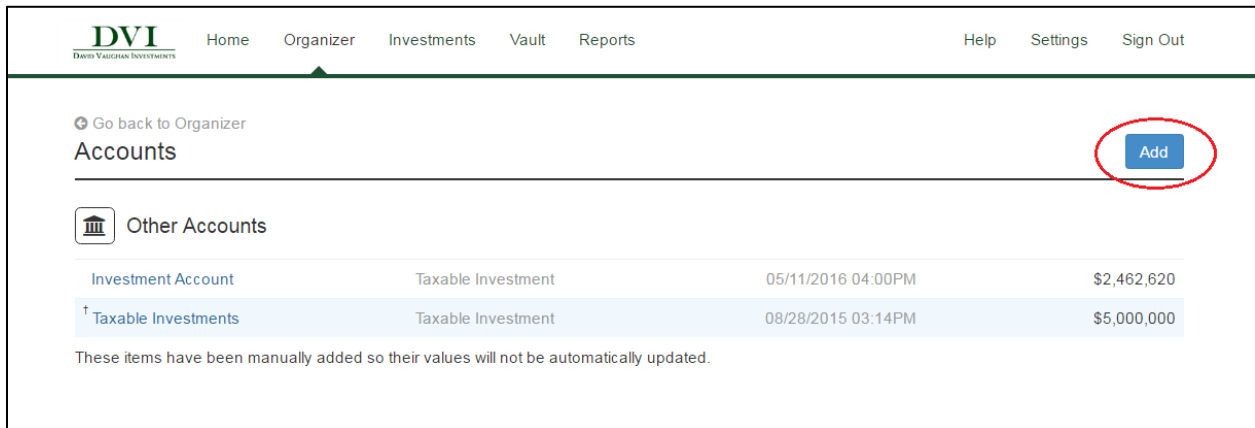 DVI
DAVID VAUGHAN INVESTMENTS
Home Organizer Investments Vault Reports Help Settings Sign Out
Go back to Organizer
Accounts
Add
Other Accounts
Investment Account Taxable Investment 05/11/2016 04:00PM $2,462,620
† Taxable Investments Taxable Investment 08/28/2015 03:14PM $5,000,000
These items have been manually added so their values will not be automatically updated.